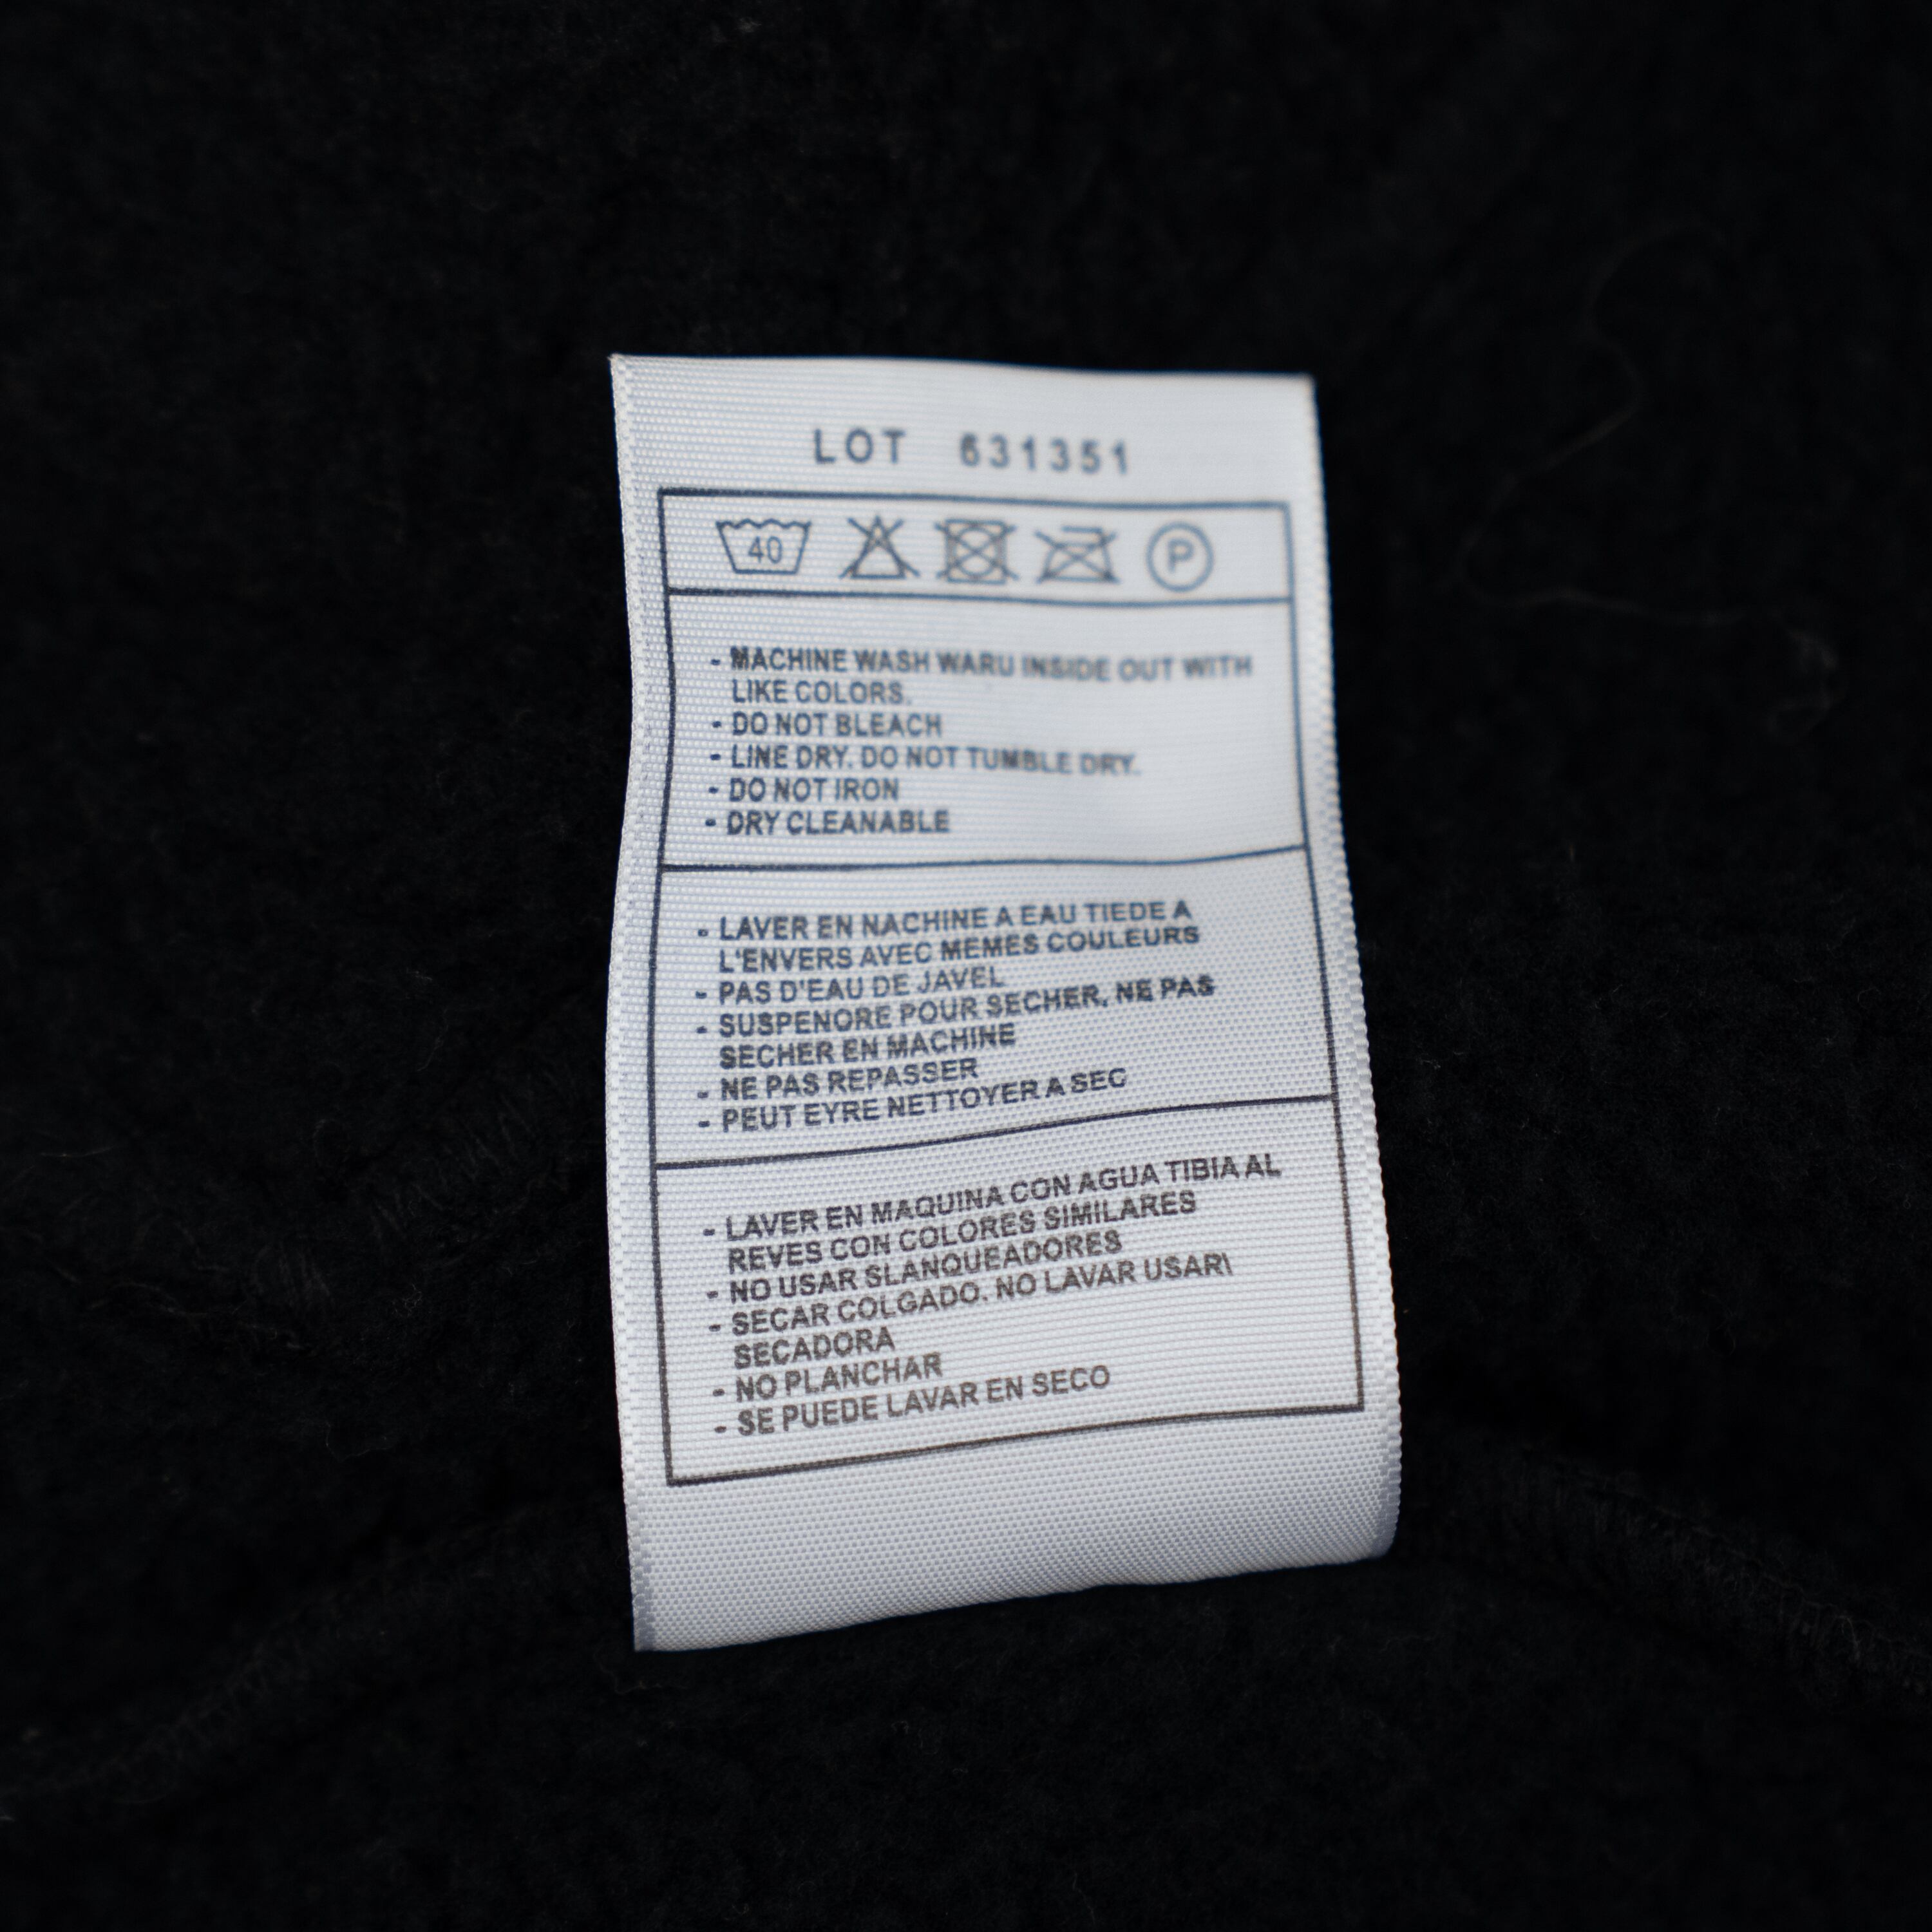 LOT 631351
40 P
- MACHINE WASH WARU INSIDE OUT WITH
LIKE COLORS.
- DO NOT BLEACH
- LINE DRY. DO NOT TUMBLE DRY.
- DO NOT IRON
- DRY CLEANABLE
- LAVER EN NACHINE A EAU TIEDE A
L'ENVERS AVEC MEMES COULEURS
- PAS D'EAU DE JAVEL
- SUSPENORE POUR SECHER, NE PAS
SECHER EN MACHINE
- NE PAS REPASSER
- PEUT EYRE NETTOYER A SEC
- LAVER EN MAQUINA CON AGUA TIBIA AL
REVES CON COLORES SIMILARES
- NO USAR SLANQUEADORES
- SECAR COLGADO. NO LAVAR USAR\
SECADORA
- NO PLANCHAR
- SE PUEDE LAVAR EN SECO